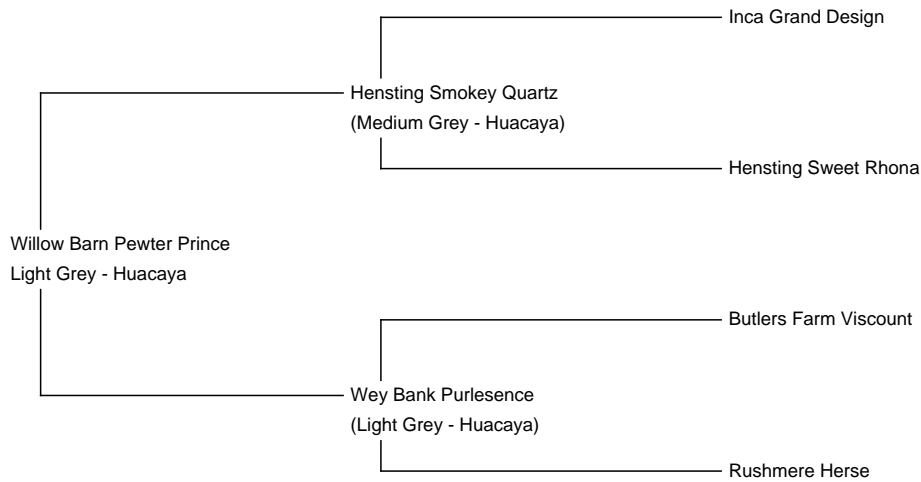 Inca Grand Design
Hensting Smokey Quartz
(Medium Grey - Huacaya)
Hensting Sweet Rhona
Willow Barn Pewter Prince
Light Grey - Huacaya
Butlers Farm Viscount
Wey Bank Purlesence
(Light Grey - Huacaya)
Rushmere Herse